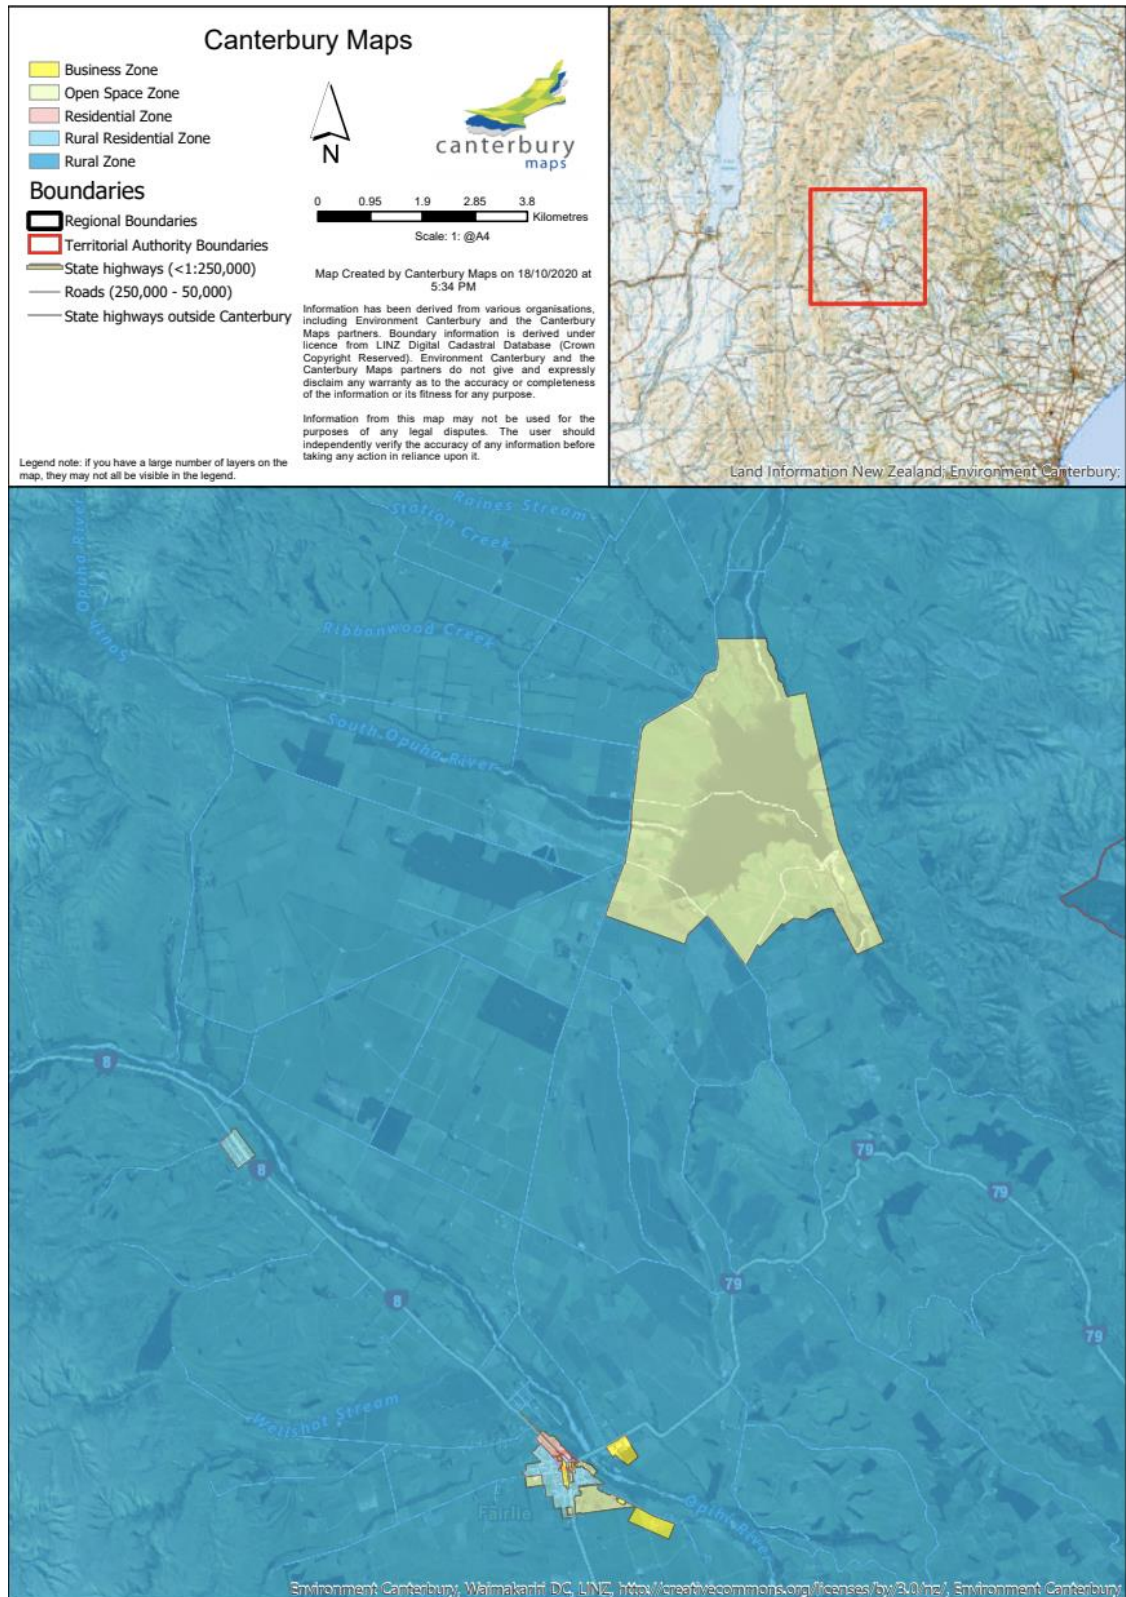 Canterbury Maps
Business Zone
Open Space Zone
Residential Zone
Rural Residential Zone
Rural Zone
Boundaries
Regional Boundaries
Territorial Authority Boundaries
State highways (<1:250,000)
Roads (250,000 - 50,000)
State highways outside Canterbury
Legend note: if you have a large number of layers on the
map, they may not all be visible in the legend.
N
canterbury
maps
0 0.95 1.9 2.85 3.8
Kilometres
Scale: 1: @A4
Map Created by Canterbury Maps on 18/10/2020 at
5:34 PM
Information has been derived from various organisations,
including Environment Canterbury and the Canterbury
Maps partners. Boundary information is derived under
licence from LINZ Digital Cadastral Database (Crown
Copyright Reserved). Environment Canterbury and the
Canterbury Maps partners do not give and expressly
disclaim any warranty as to the accuracy or completeness
of the information or its fitness for any purpose.
Information from this map may not be used for the
purposes of any legal disputes. The user should
independently verify the accuracy of any information before
taking any action in reliance upon it.
Land Information New Zealand; Environment Canterbury;
Raines Stream
Station Creek
South Opuha River
Ribbonwood Creek
South Opuha River
8
8
79
79
79
8
79
Wellshot Stream
Fairlie
Opihi River
Environment Canterbury, Waimakariri DC, LINZ, http://creativecommons.org/licenses/by/3.0/nz/, Environment Canterbury